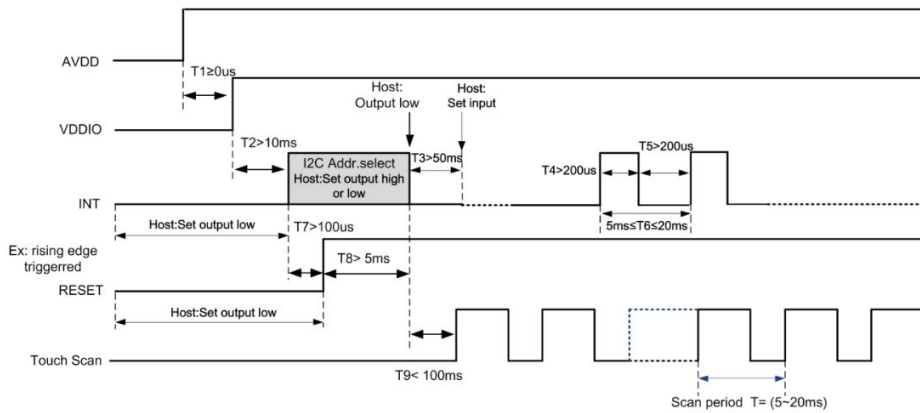 AVDD
T1≥0us
Host:
Output low
Host:
Set input
VDDIO
T2>10ms
I2C Addr.select
Host:Set output high
or low
T3>50ms
T4>200us
T5>200us
INT
Host:Set output low
T7>100us
5ms≤T6≤20ms
Ex: rising edge
triggerred
T8> 5ms
RESET
Host:Set output low
Touch Scan
T9< 100ms
Scan period T= (5~20ms)